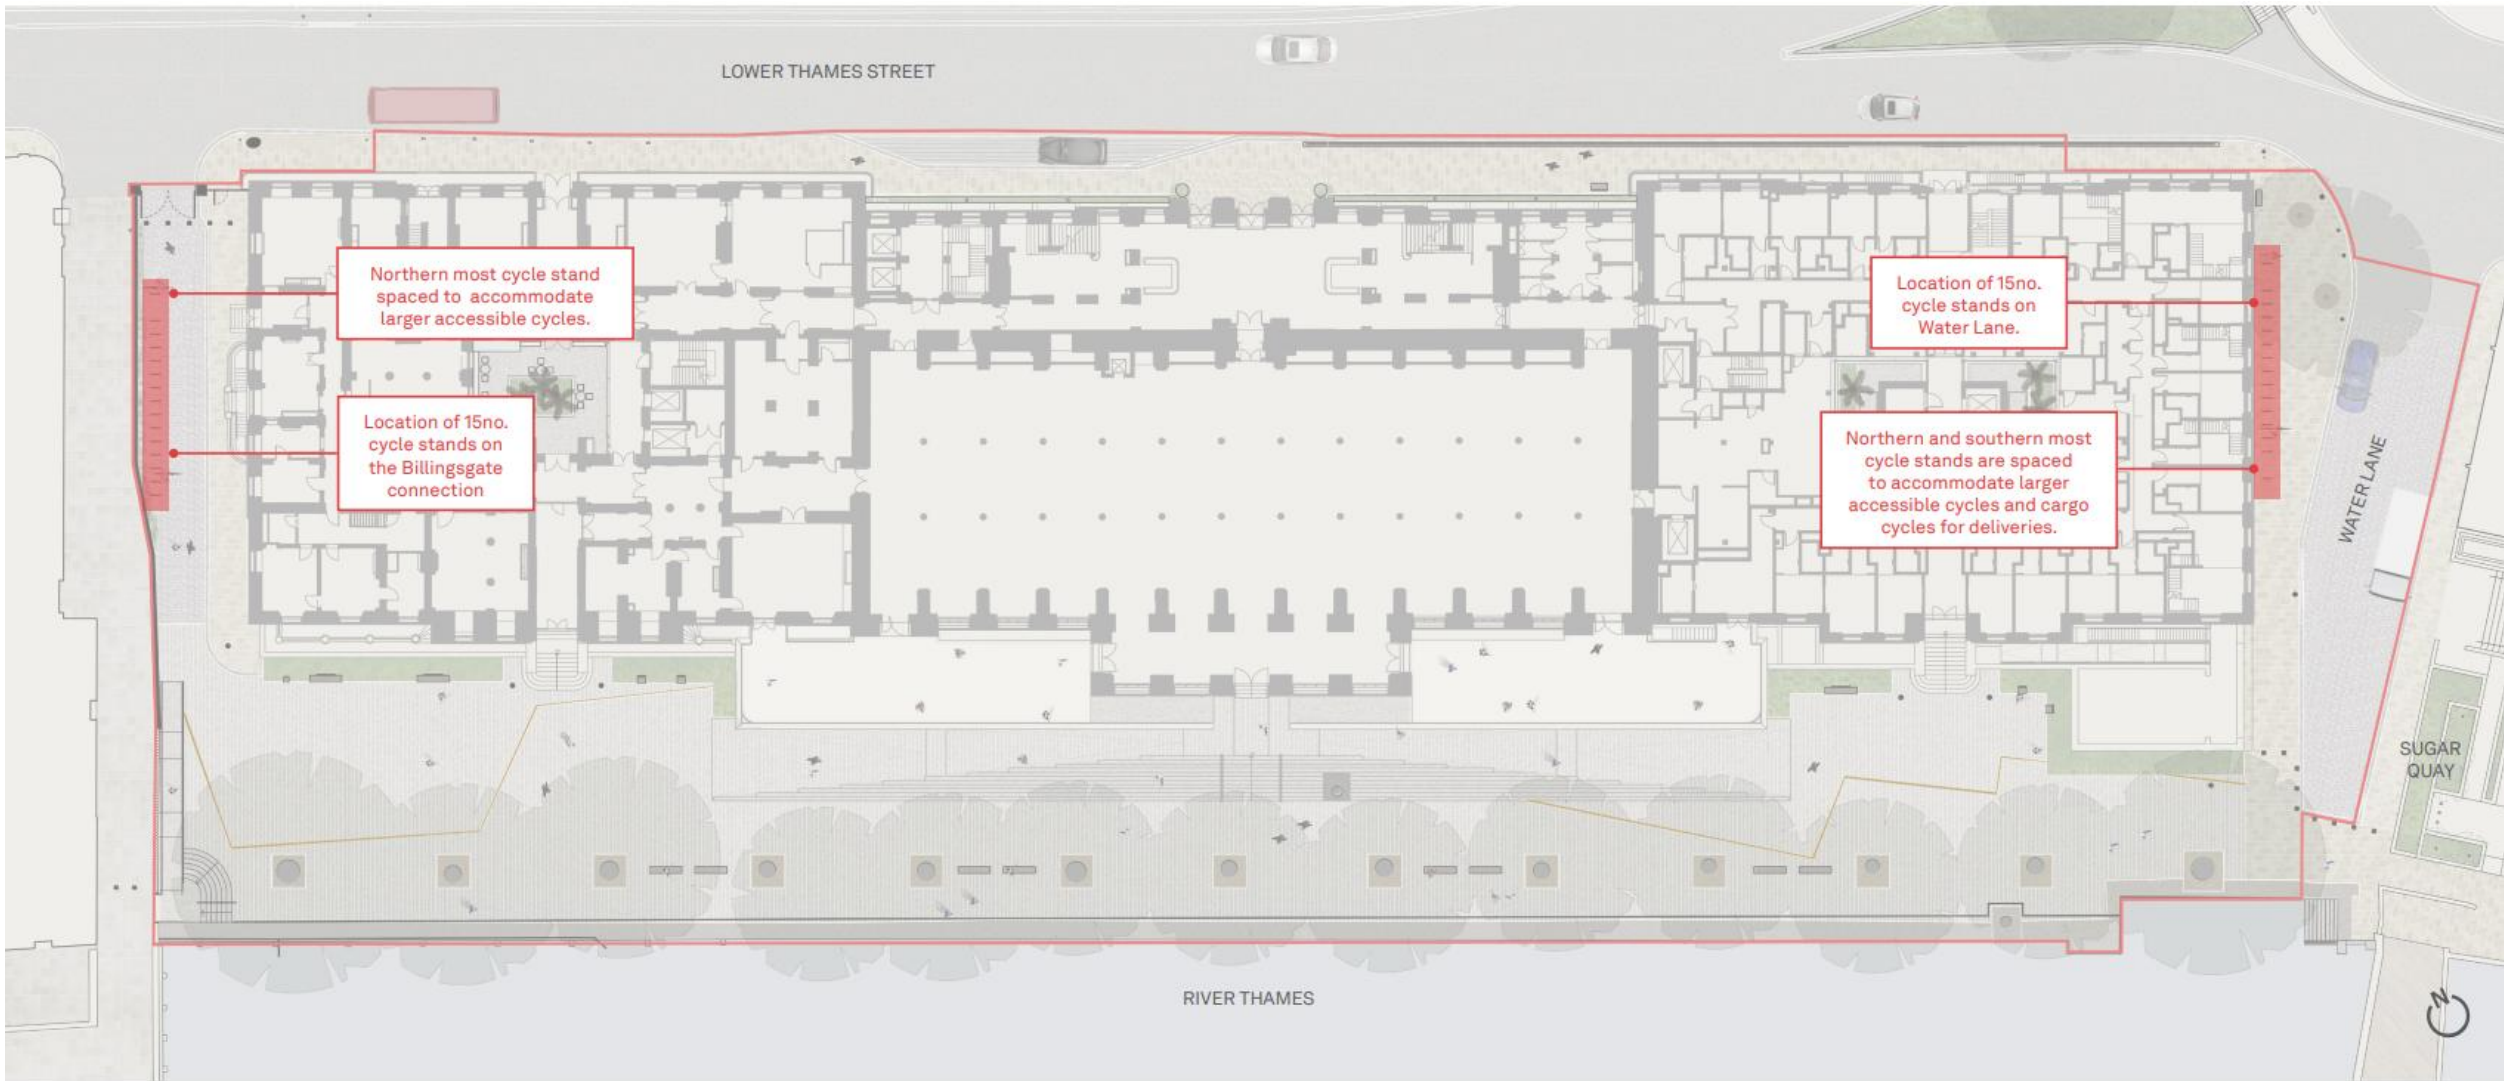 LOWER THAMES STREET
Northern most cycle stand
spaced to accommodate
larger accessible cycles.
Location of 15no.
cycle stands on
the Billingsgate
connection
Location of 15no.
cycle stands on
Water Lane.
Northern and southern most
cycle stands are spaced
to accommodate larger
accessible cycles and cargo
cycles for deliveries.
WATER LANE
SUGAR
QUAY
RIVER THAMES
N